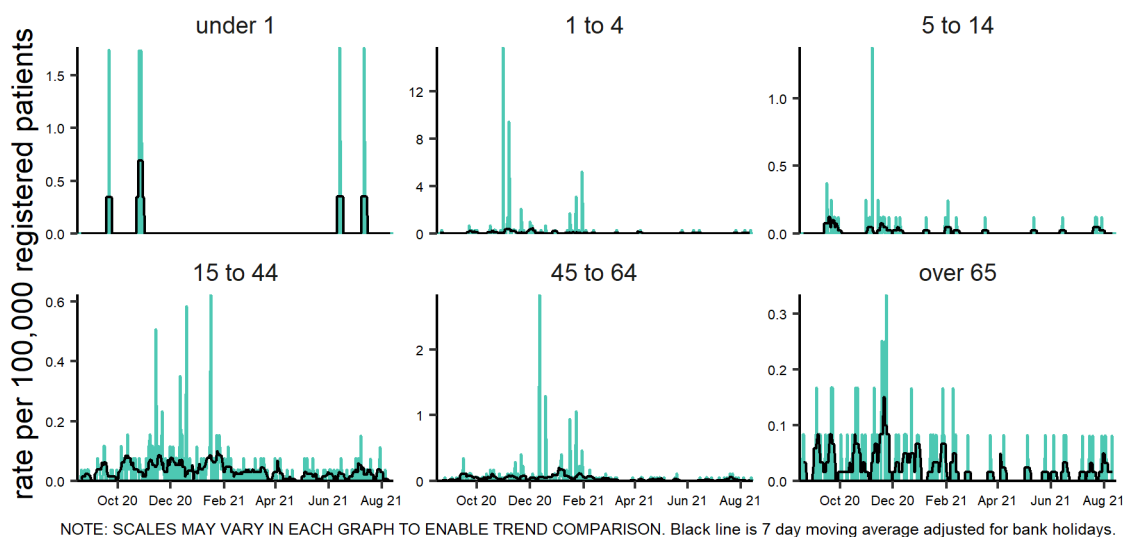 rate per 100,000 registered patients
under 1
1 to 4
5 to 14
1.5
1.0
0.5
0.0
12
8
4
0
1.0
0.5
0.0
15 to 44
45 to 64
over 65
0.6
0.4
0.2
0.0
2
1
0
0.3
0.2
0.1
0.0
Oct 20 Dec 20 Feb 21 Apr 21 Jun 21 Aug 21
Oct 20 Dec 20 Feb 21 Apr 21 Jun 21 Aug 21
Oct 20 Dec 20 Feb 21 Apr 21 Jun 21 Aug 21
NOTE: SCALES MAY VARY IN EACH GRAPH TO ENABLE TREND COMPARISON. Black line is 7 day moving average adjusted for bank holidays.